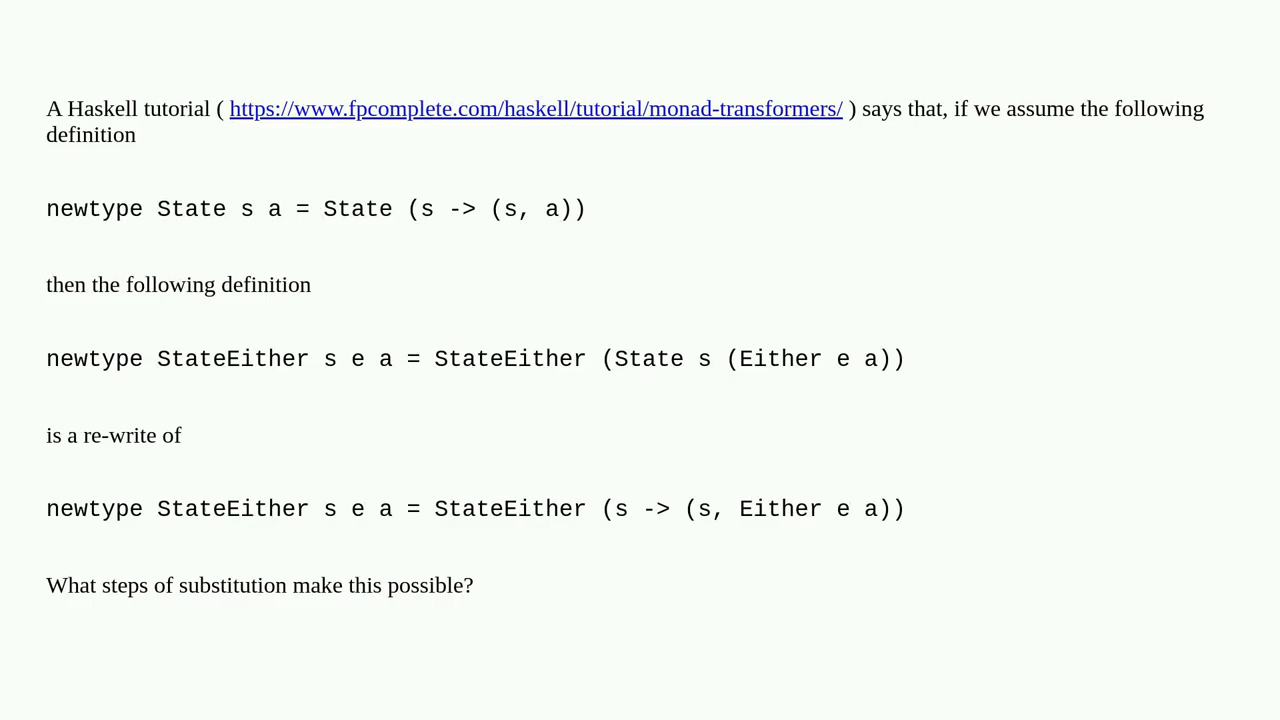 A Haskell tutorial ( https://www.fpcomplete.com/haskell/tutorial/monad-transformers/ ) says that, if we assume the following
definition
newtype State s a = State (s -> (s, a))
then the following definition
newtype StateEither s e a = StateEither (State s (Either e a))
is a re-write of
newtype StateEither s e a = StateEither (s -> (s, Either e a))
What steps of substitution make this possible?